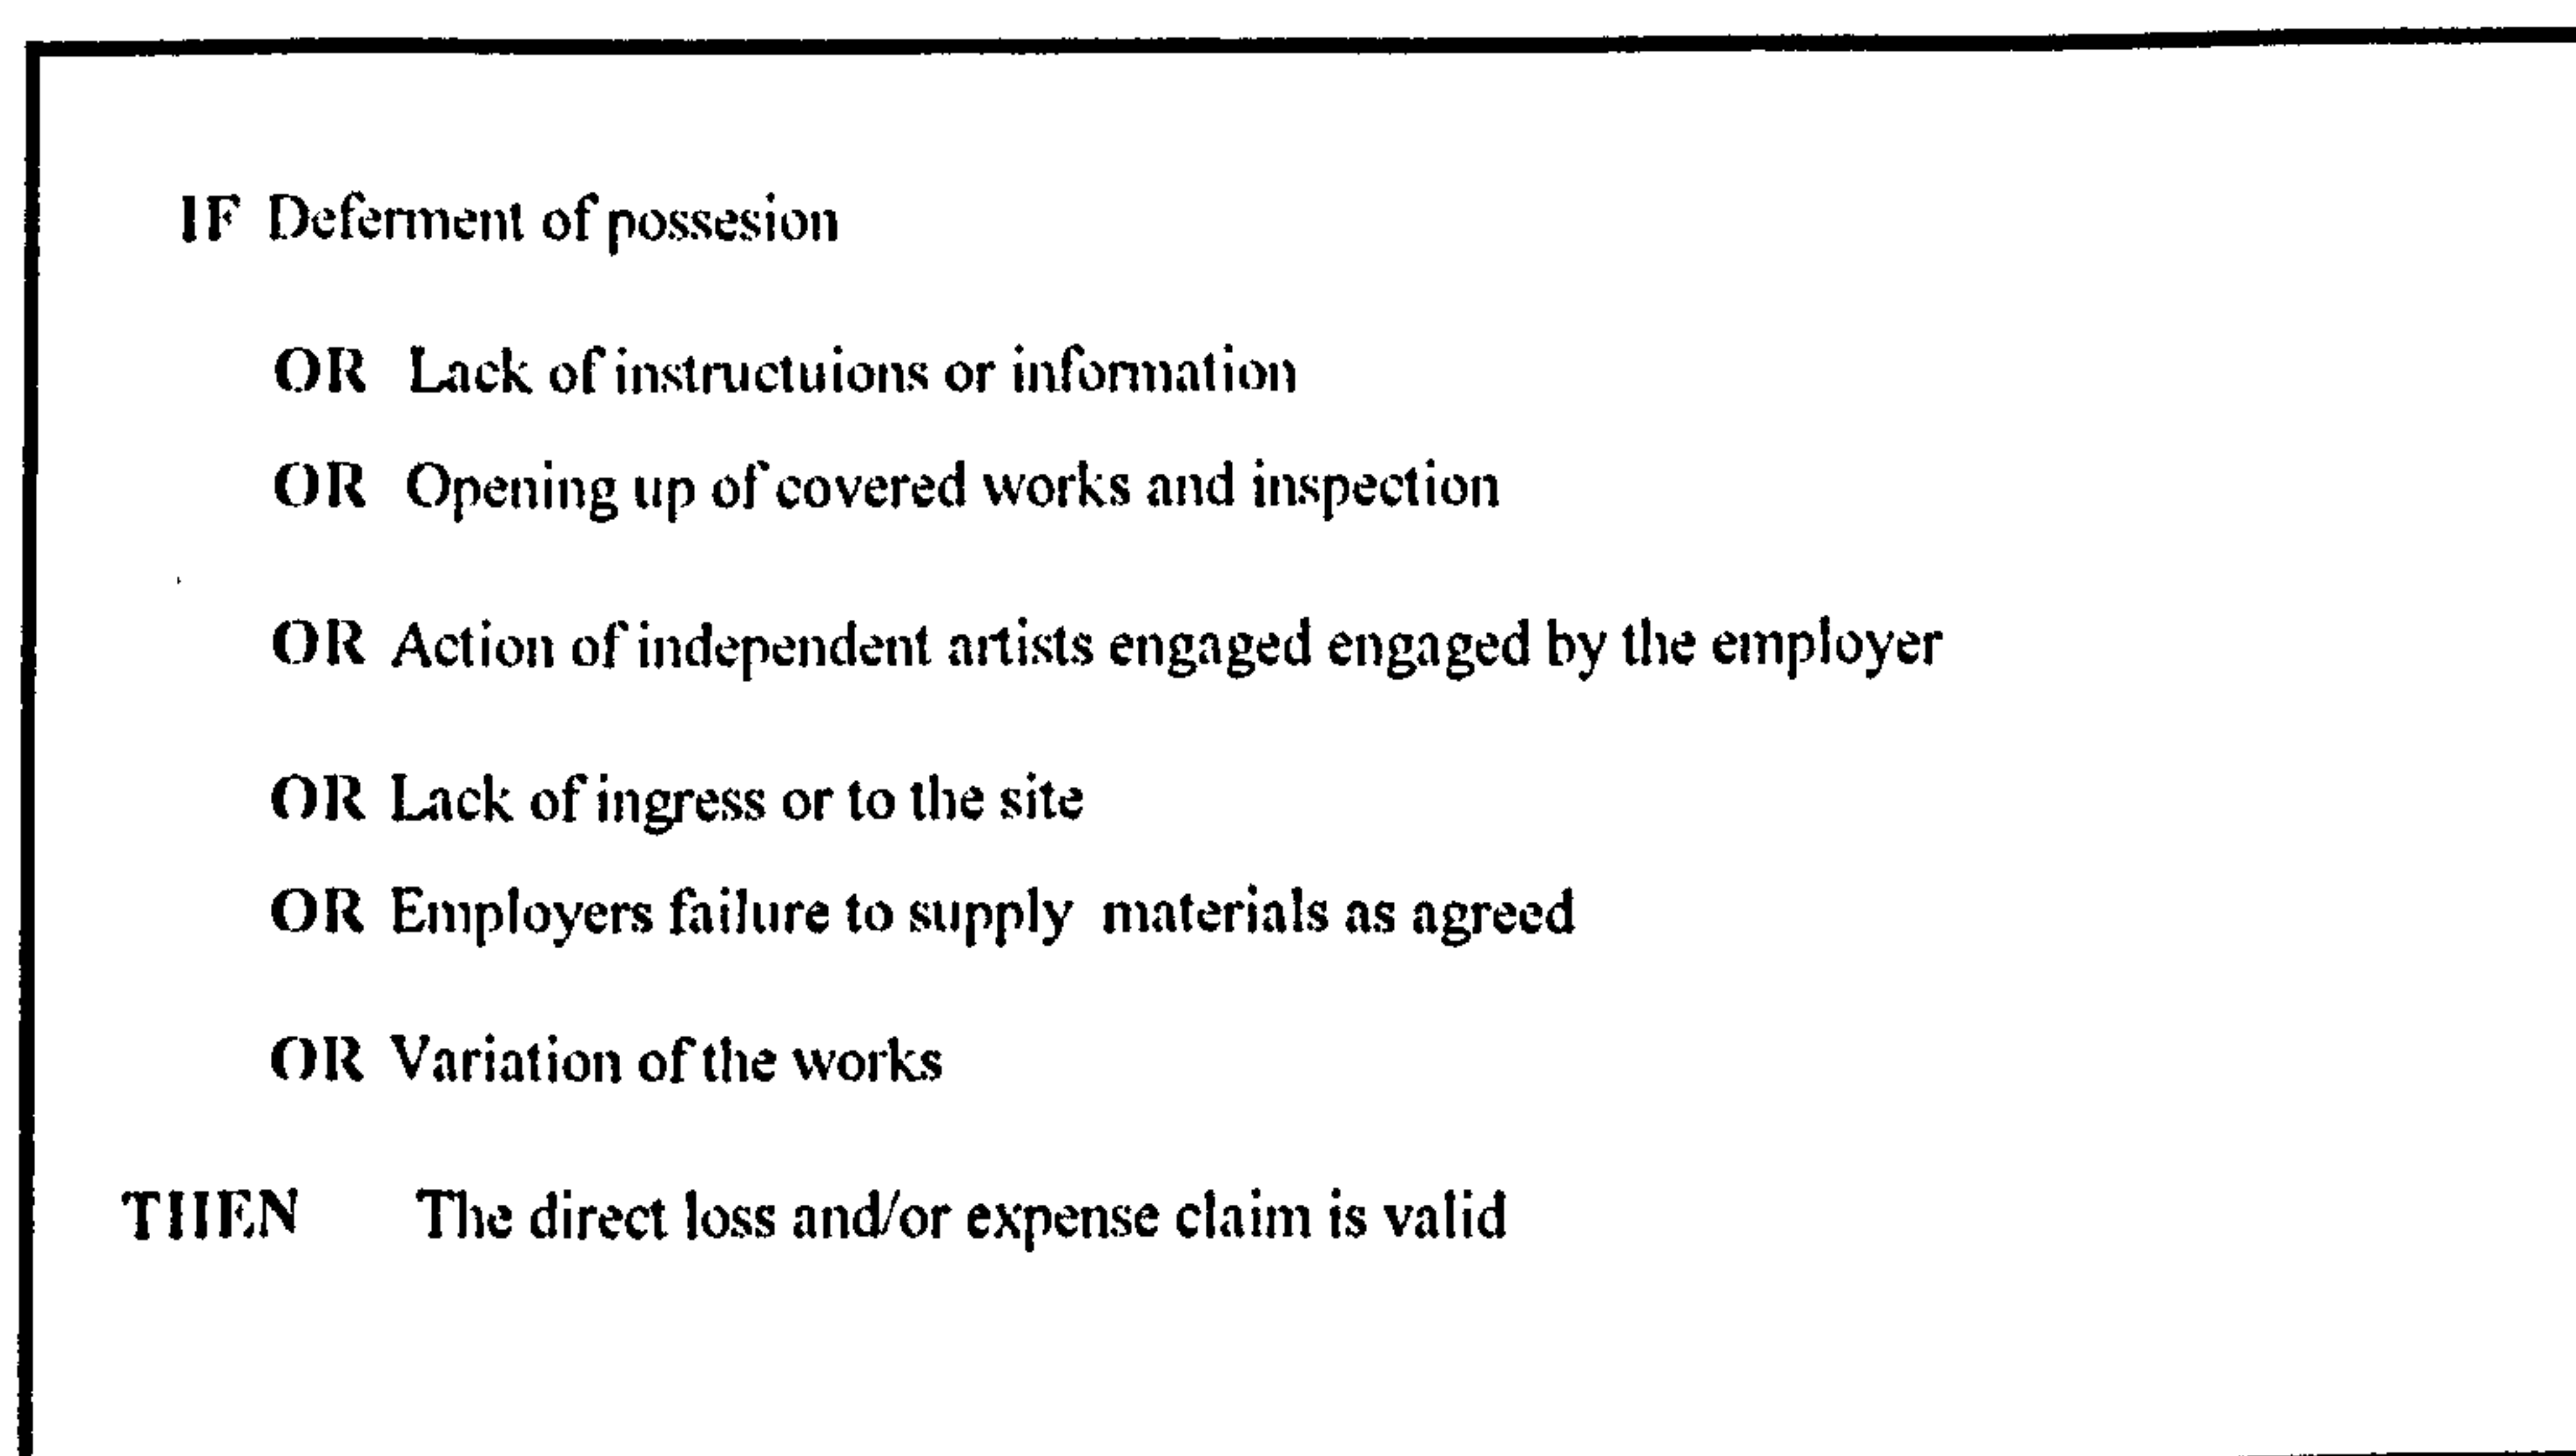 IF Deferment of possesion
OR Lack of instructuions or information
OR Opening up of covered works and inspection
OR Action of independent artists engaged engaged by the employer
OR Lack of ingress or to the site
OR Employers failure to supply materials as agreed
OR Variation of the works
THEN The direct loss and/or expense claim is valid